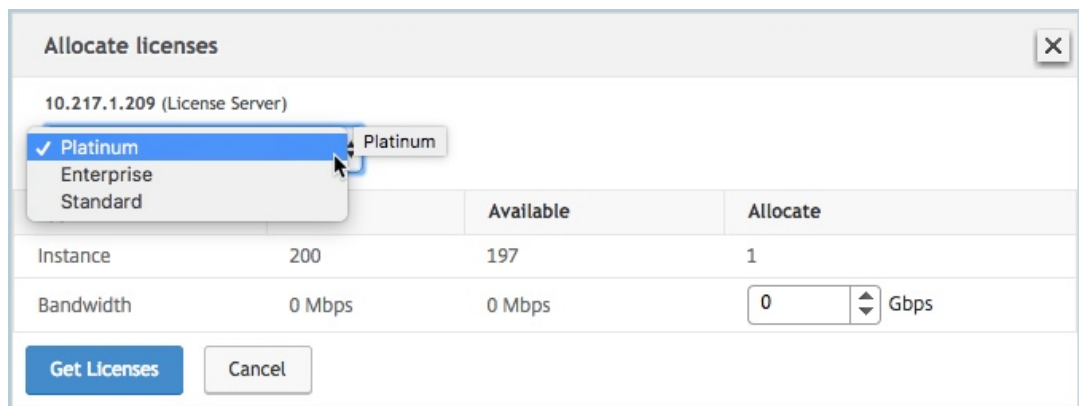 Allocate licenses
10.217.1.209 (License Server)
Platinum Platinum
Enterprise
Standard
Available Allocate
Instance 200 197 1
Bandwidth 0 Mbps 0 Mbps 0 Gbps
Get Licenses Cancel